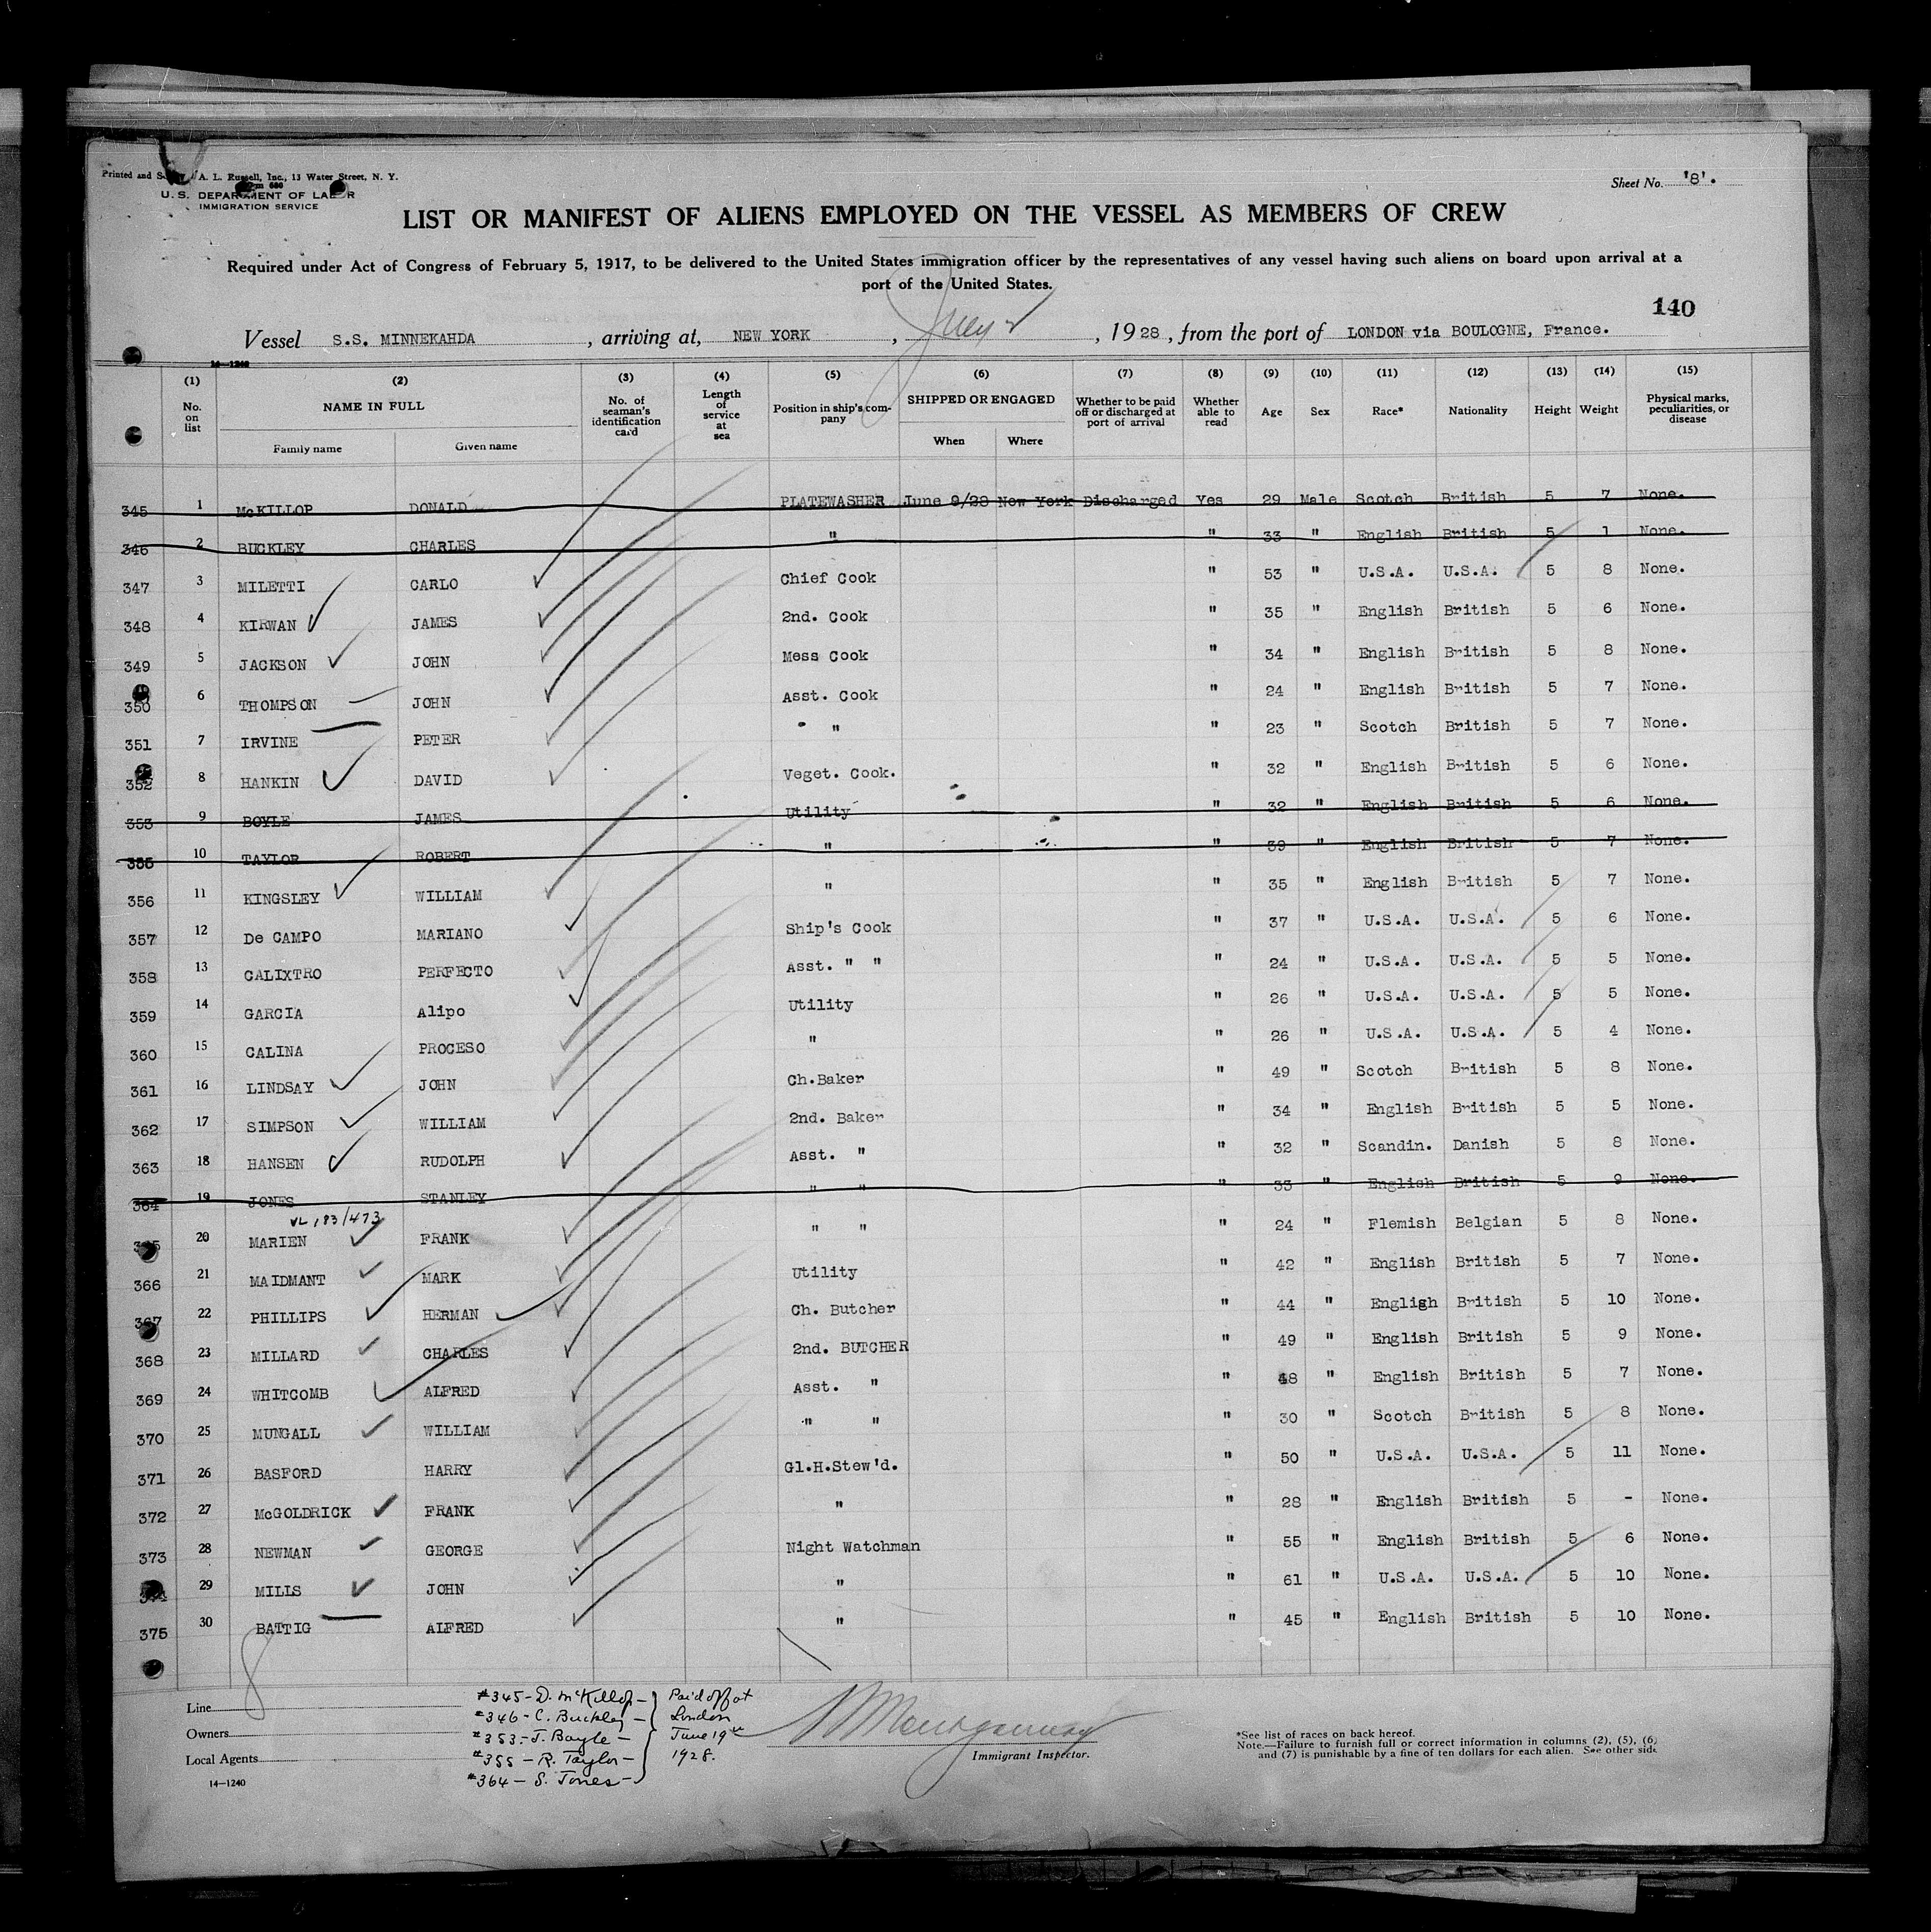 Printed and S A. L. Russell, Inc., 13 Water Street, N. Y.
U. S. DEPARTMENT OF LABOR
IMMIGRATION SERVICE
Sheet No. '8'.
LIST OR MANIFEST OF ALIENS EMPLOYED ON THE VESSEL AS MEMBERS OF CREW
Required under Act of Congress of February 5, 1917, to be delivered to the United States immigration officer by the representatives of any vessel having such aliens on board upon arrival at a
port of the United States.
140
Vessel S.S. MINNEKAHDA, arriving at, NEW YORK, July 2, 1928, from the port of LONDON via BOULOGNE, France.
14—1240
(1) No. on list (2) NAME IN FULL Family name Given name (3) No. of seaman's identification card (4) Length of service at sea (5) Position in ship's company (6) SHIPPED OR ENGAGED When Where (7) Whether to be paid off or discharged at port of arrival (8) Whether able to read (9) Age (10) Sex (11) Race* (12) Nationality (13) Height (14) Weight (15) Physical marks, peculiarities, or disease
345 1 McKILLOP DONALD PLATEWASHER June 9/28 New York Discharged Yes 29 Male Scotch British 5 7 None.
346 2 BUCKLEY CHARLES " " 33 " English British 5 1 None.
347 3 MILETTI CARLO Chief Cook " 53 " U.S.A. U.S.A. 5 8 None.
348 4 KIRWAN JAMES 2nd. Cook " 35 " English British 5 6 None.
349 5 JACKSON JOHN Mess Cook " 34 " English British 5 8 None.
350 6 THOMPSON JOHN Asst. Cook " 24 " English British 5 7 None.
351 7 IRVINE PETER " " 23 " Scotch British 5 7 None.
352 8 HANKIN DAVID Veget. Cook. " 32 " English British 5 6 None.
353 9 BOYLE JAMES Utility " 32 " English British 5 6 None.
355 10 TAYLOR ROBERT " " 39 " English British 5 7 None.
356 11 KINGSLEY WILLIAM " " 35 " English British 5 7 None.
357 12 De CAMPO MARIANO Ship's Cook " 37 " U.S.A. U.S.A. 5 6 None.
358 13 CALIXTRO PERFECTO Asst. " " " 24 " U.S.A. U.S.A. 5 5 None.
359 14 GARCIA Alipo Utility " 26 " U.S.A. U.S.A. 5 5 None.
360 15 CALINA PROCESO " " 26 " U.S.A. U.S.A. 5 4 None.
361 16 LINDSAY JOHN Ch.Baker " 49 " Scotch British 5 8 None.
362 17 SIMPSON WILLIAM 2nd. Baker " 34 " English British 5 5 None.
363 18 HANSEN RUDOLPH Asst. " " 32 " Scandin. Danish 5 8 None.
364 19 JONES STANLEY " " " 33 " English British 5 9 None.
VL 183/473
20 MARIEN FRANK " " " 24 " Flemish Belgian 5 8 None.
366 21 MAIDMANT MARK Utility " 42 " English British 5 7 None.
367 22 PHILLIPS HERMAN Ch. Butcher " 44 " English British 5 10 None.
368 23 MILLARD CHARLES 2nd. BUTCHER " 49 " English British 5 9 None.
369 24 WHITCOMB ALFRED Asst. " " 48 " English British 5 7 None.
370 25 MUNGALL WILLIAM " " " 30 " Scotch British 5 8 None.
371 26 BASFORD HARRY Gl.H.Stew'd. " 50 " U.S.A. U.S.A. 5 11 None.
372 27 McGOLDRICK FRANK " " 28 " English British 5 - None.
373 28 NEWMAN GEORGE Night Watchman " 55 " English British 5 6 None.
374 29 MILLS JOHN " " 61 " U.S.A. U.S.A. 5 10 None.
375 30 BATTIG ALFRED " " 45 " English British 5 10 None.
8
Line
Owners
Local Agents
14—1240
#345 - D. McKillop -
#346 - C. Buckley -
#353 - J. Boyle -
#355 - R. Taylor -
#364 - S. Jones -
Paid off at
London
June 19th
1928.
Montgomery
Immigrant Inspector.
*See list of races on back hereof.
Note.—Failure to furnish full or correct information in columns (2), (5), (6)
and (7) is punishable by a fine of ten dollars for each alien. See other side